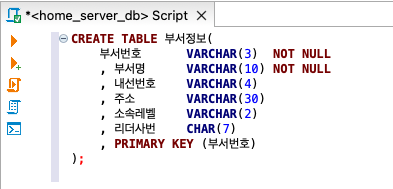 *<home_server_db> Script
CREATE TABLE 부서정보(
부서번호 VARCHAR(3) NOT NULL
, 부서명 VARCHAR(10) NOT NULL
, 내선번호 VARCHAR(4)
, 주소 VARCHAR(30)
, 소속레벨 VARCHAR(2)
, 리더사번 CHAR(7)
, PRIMARY KEY (부서번호)
);